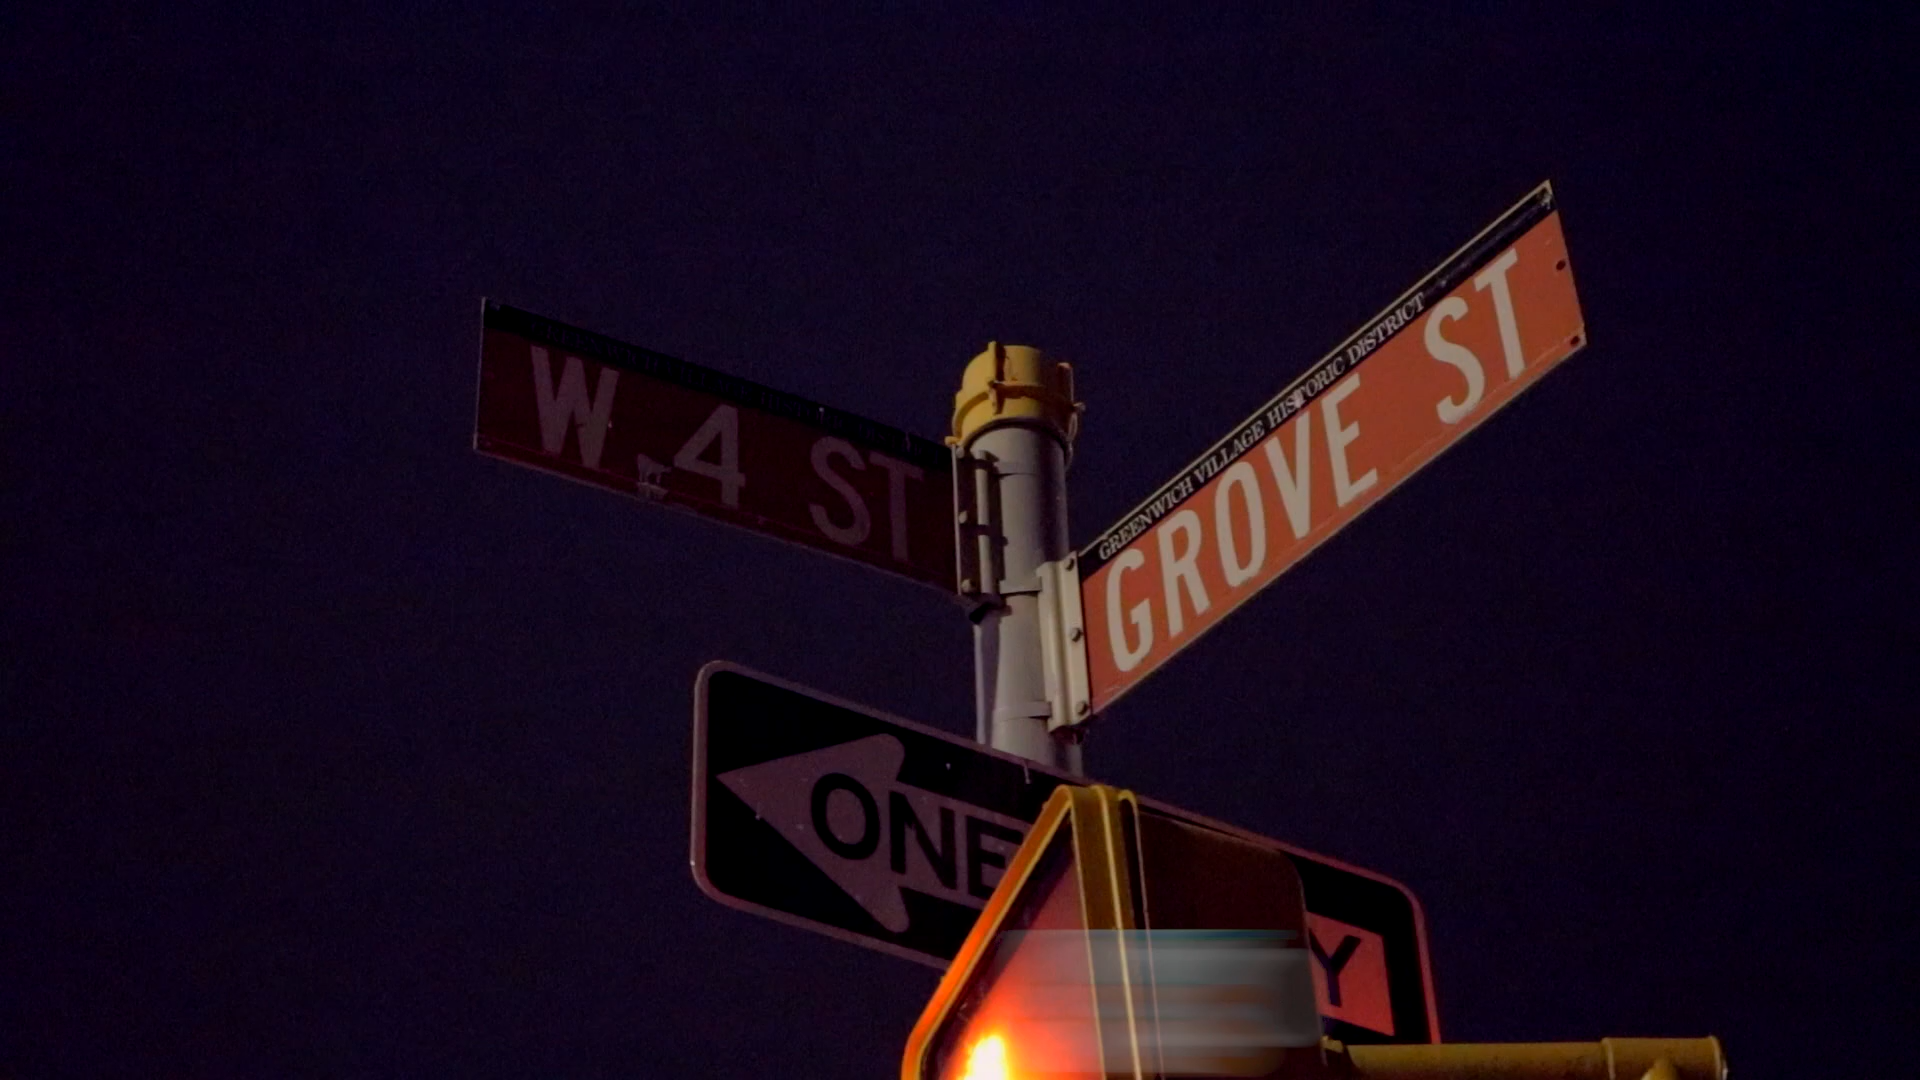 W 4 ST
GREENWICH VILLAGE HISTORIC DISTRICT
GROVE ST
ONE
Y